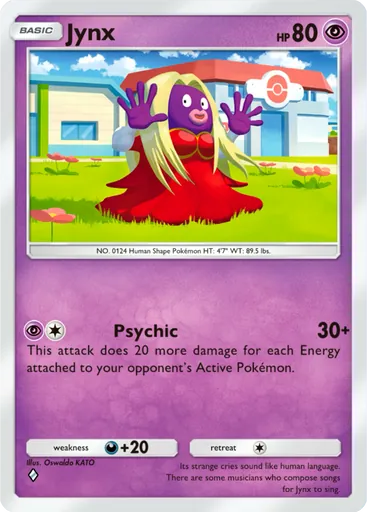 BASIC
Jynx
HP 80
NO. 0124 Human Shape Pokémon HT: 4'7" WT: 89.5 lbs.
Psychic 30+
This attack does 20 more damage for each Energy
attached to your opponent's Active Pokémon.
weakness +20 retreat
Illus. Oswaldo KATO
Its strange cries sound like human language.
There are some musicians who compose songs
for Jynx to sing.